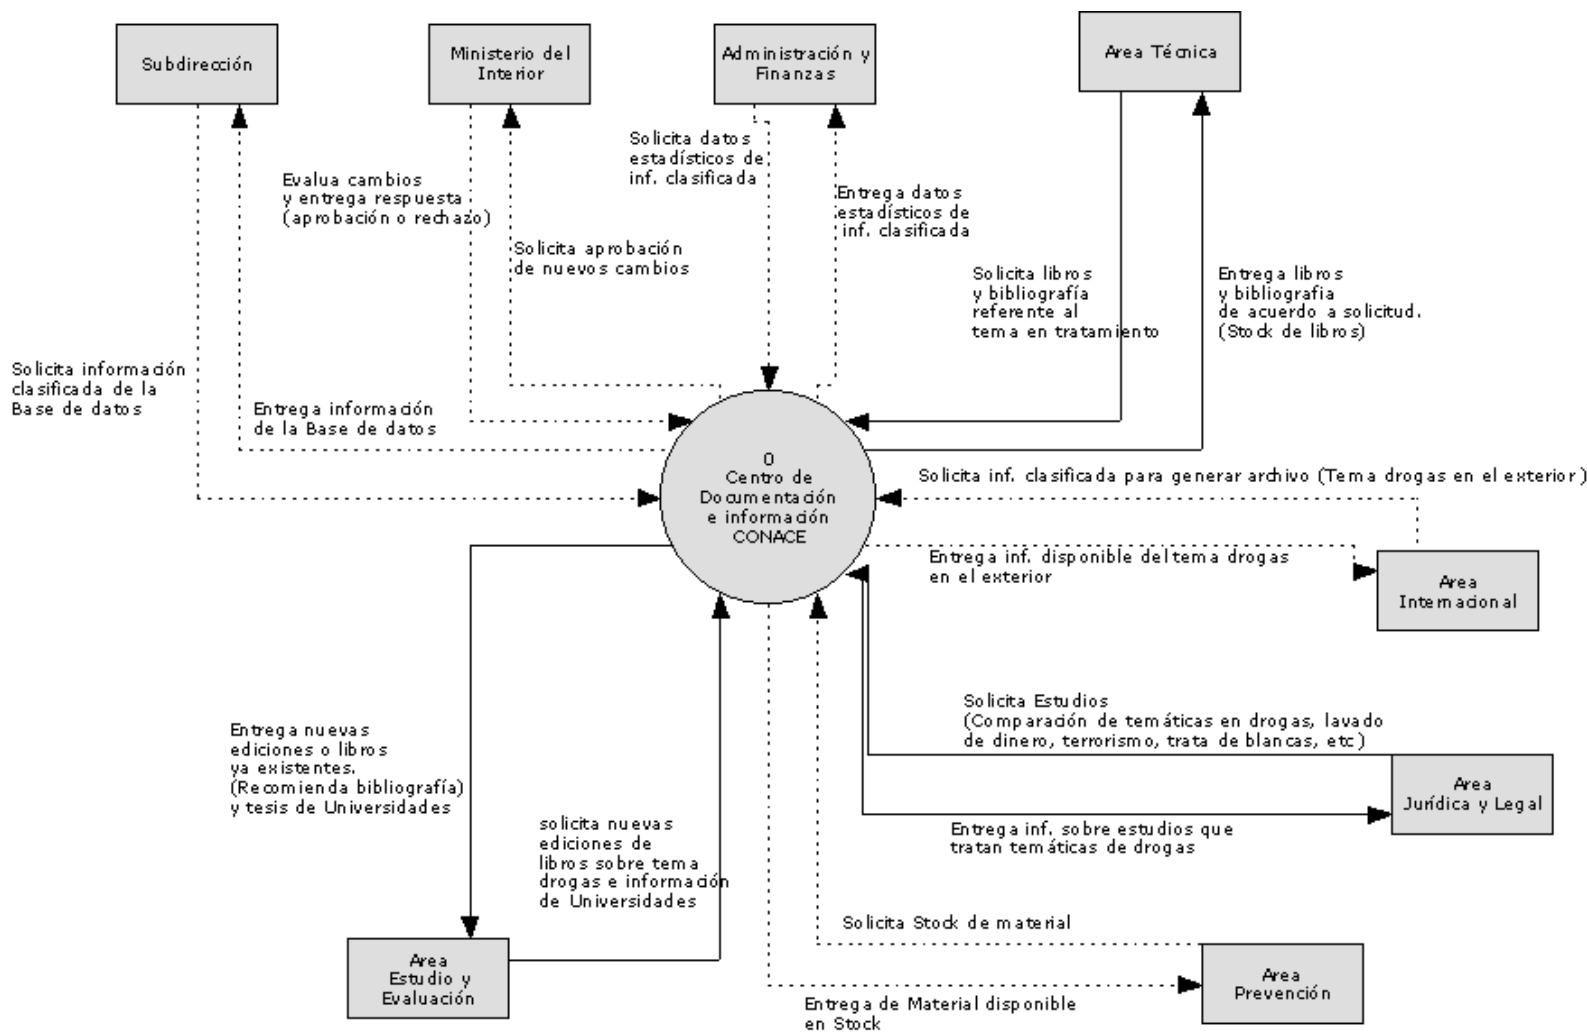 Subdirección
Ministerio del
Interior
Administración y
Finanzas
Area Técnica
Solicita datos
estadísticos de
inf. clasificada
Evalua cambios
y entrega respuesta
(aprobación o rechazo)
Entrega datos
estadísticos de
inf. clasificada
Solicita aprobación
de nuevos cambios
Solicita libros
y bibliografía
referente al
tema en tratamiento
Entrega libros
y bibliografia
de acuerdo a solicitud.
(Stock de libros)
Solicita información
clasificada de la
Base de datos
Entrega información
de la Base de datos
0
Centro de
Documentación
e información
CONACE
Solicita inf. clasificada para generar archivo (Tema drogas en el exterior)
Entrega inf. disponible del tema drogas
en el exterior
Area
Internacional
Solicita Estudios
(Comparación de temáticas en drogas, lavado
de dinero, terrorismo, trata de blancas, etc)
Area
Jurídica y Legal
Entrega inf. sobre estudios que
tratan temáticas de drogas
Entrega nuevas
ediciones o libros
ya existentes.
(Recomienda bibliografía)
y tesis de Universidades
solicita nuevas
ediciones de
libros sobre tema
drogas e información
de Universidades
Solicita Stock de material
Area
Estudio y
Evaluación
Area
Prevención
Entrega de Material disponible
en Stock